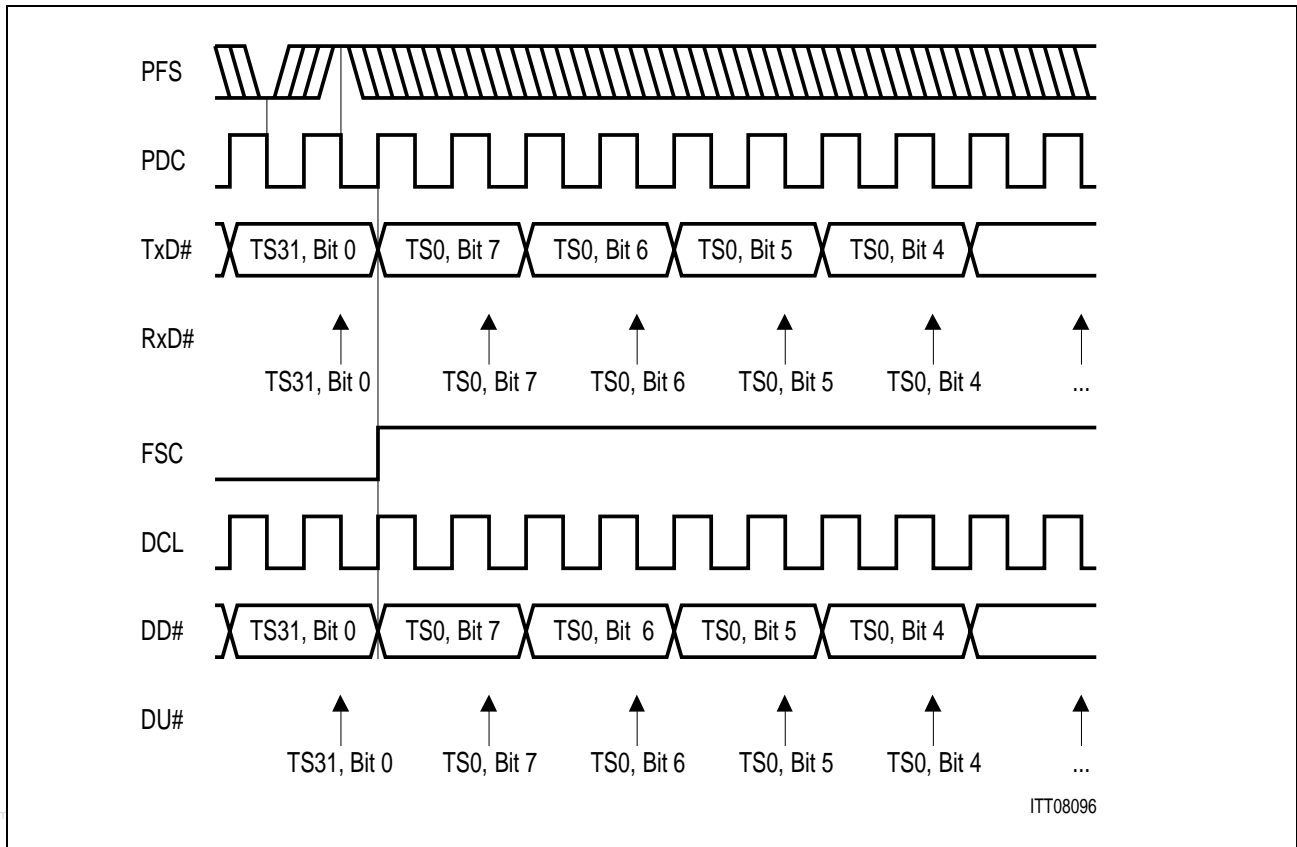 PFS
PDC
TxD# TS31, Bit 0 TS0, Bit 7 TS0, Bit 6 TS0, Bit 5 TS0, Bit 4
RxD#
TS31, Bit 0 TS0, Bit 7 TS0, Bit 6 TS0, Bit 5 TS0, Bit 4 ...
FSC
DCL
DD# TS31, Bit 0 TS0, Bit 7 TS0, Bit 6 TS0, Bit 5 TS0, Bit 4
DU#
TS31, Bit 0 TS0, Bit 7 TS0, Bit 6 TS0, Bit 5 TS0, Bit 4 ...
ITT08096